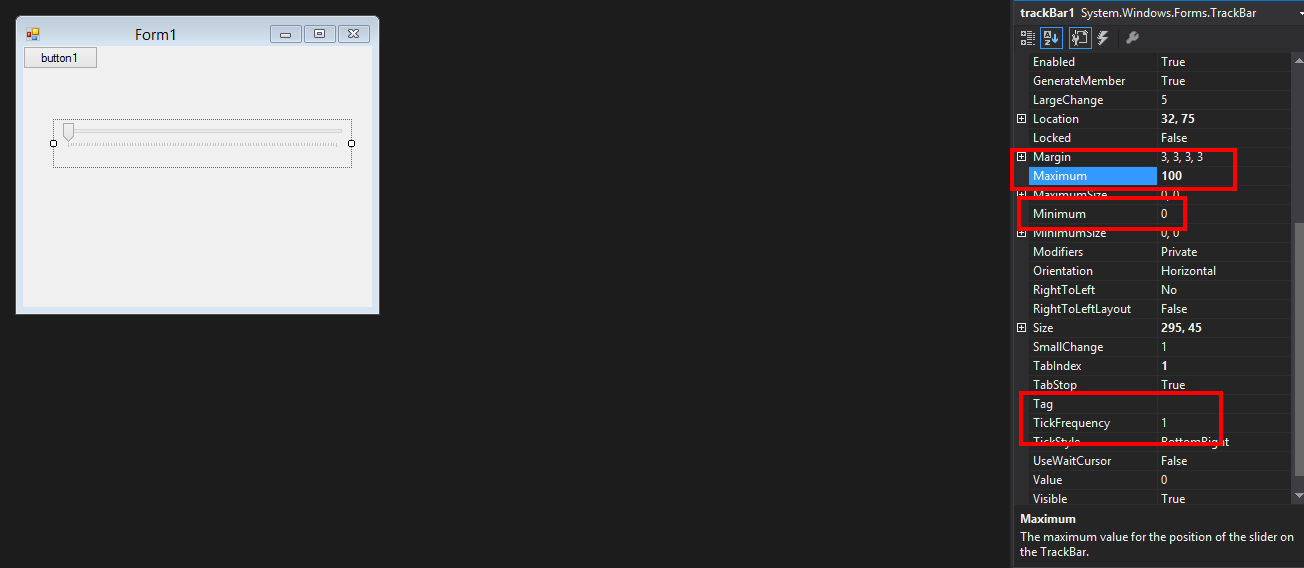 Form1
button1
trackBar1 System.Windows.Forms.TrackBar
Enabled True
GenerateMember True
LargeChange 5
Location 32, 75
Locked False
Margin 3, 3, 3, 3
Maximum 100
MaximumSize 0, 0
Minimum 0
MinimumSize 0, 0
Modifiers Private
Orientation Horizontal
RightToLeft No
RightToLeftLayout False
Size 295, 45
SmallChange 1
TabIndex 1
TabStop True
Tag
TickFrequency 1
TickStyle BottomRight
UseWaitCursor False
Value 0
Visible True
Maximum
The maximum value for the position of the slider on
the TrackBar.